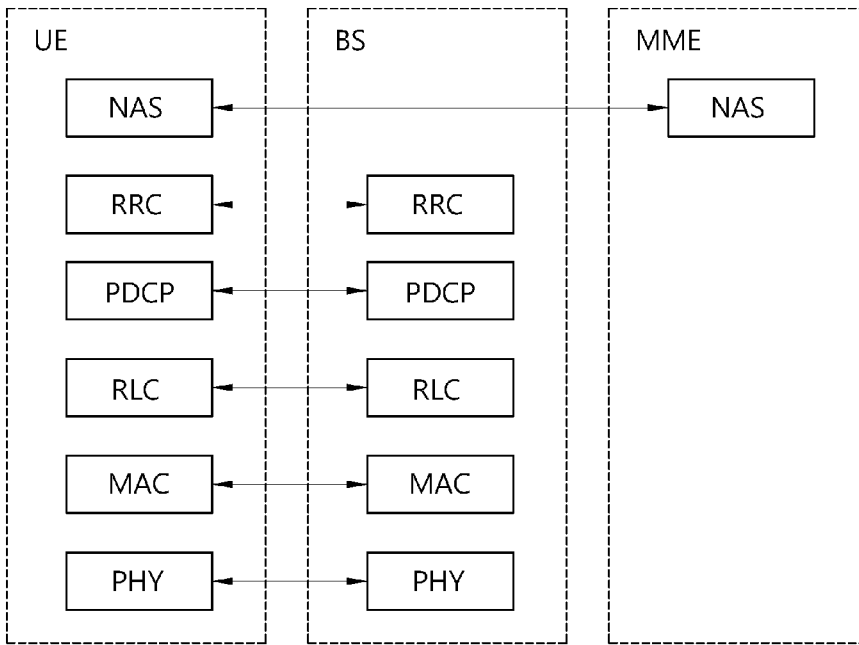 UE BS MME
NAS NAS
RRC RRC
PDCP PDCP
RLC RLC
MAC MAC
PHY PHY